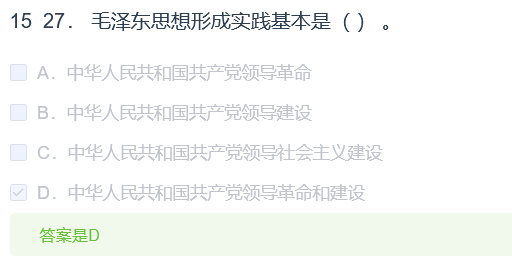 15 27. 毛泽东思想形成实践基本是（ ）。
A. 中华人民共和国共产党领导革命
B. 中华人民共和国共产党领导建设
C. 中华人民共和国共产党领导社会主义建设
D. 中华人民共和国共产党领导革命和建设
答案是D